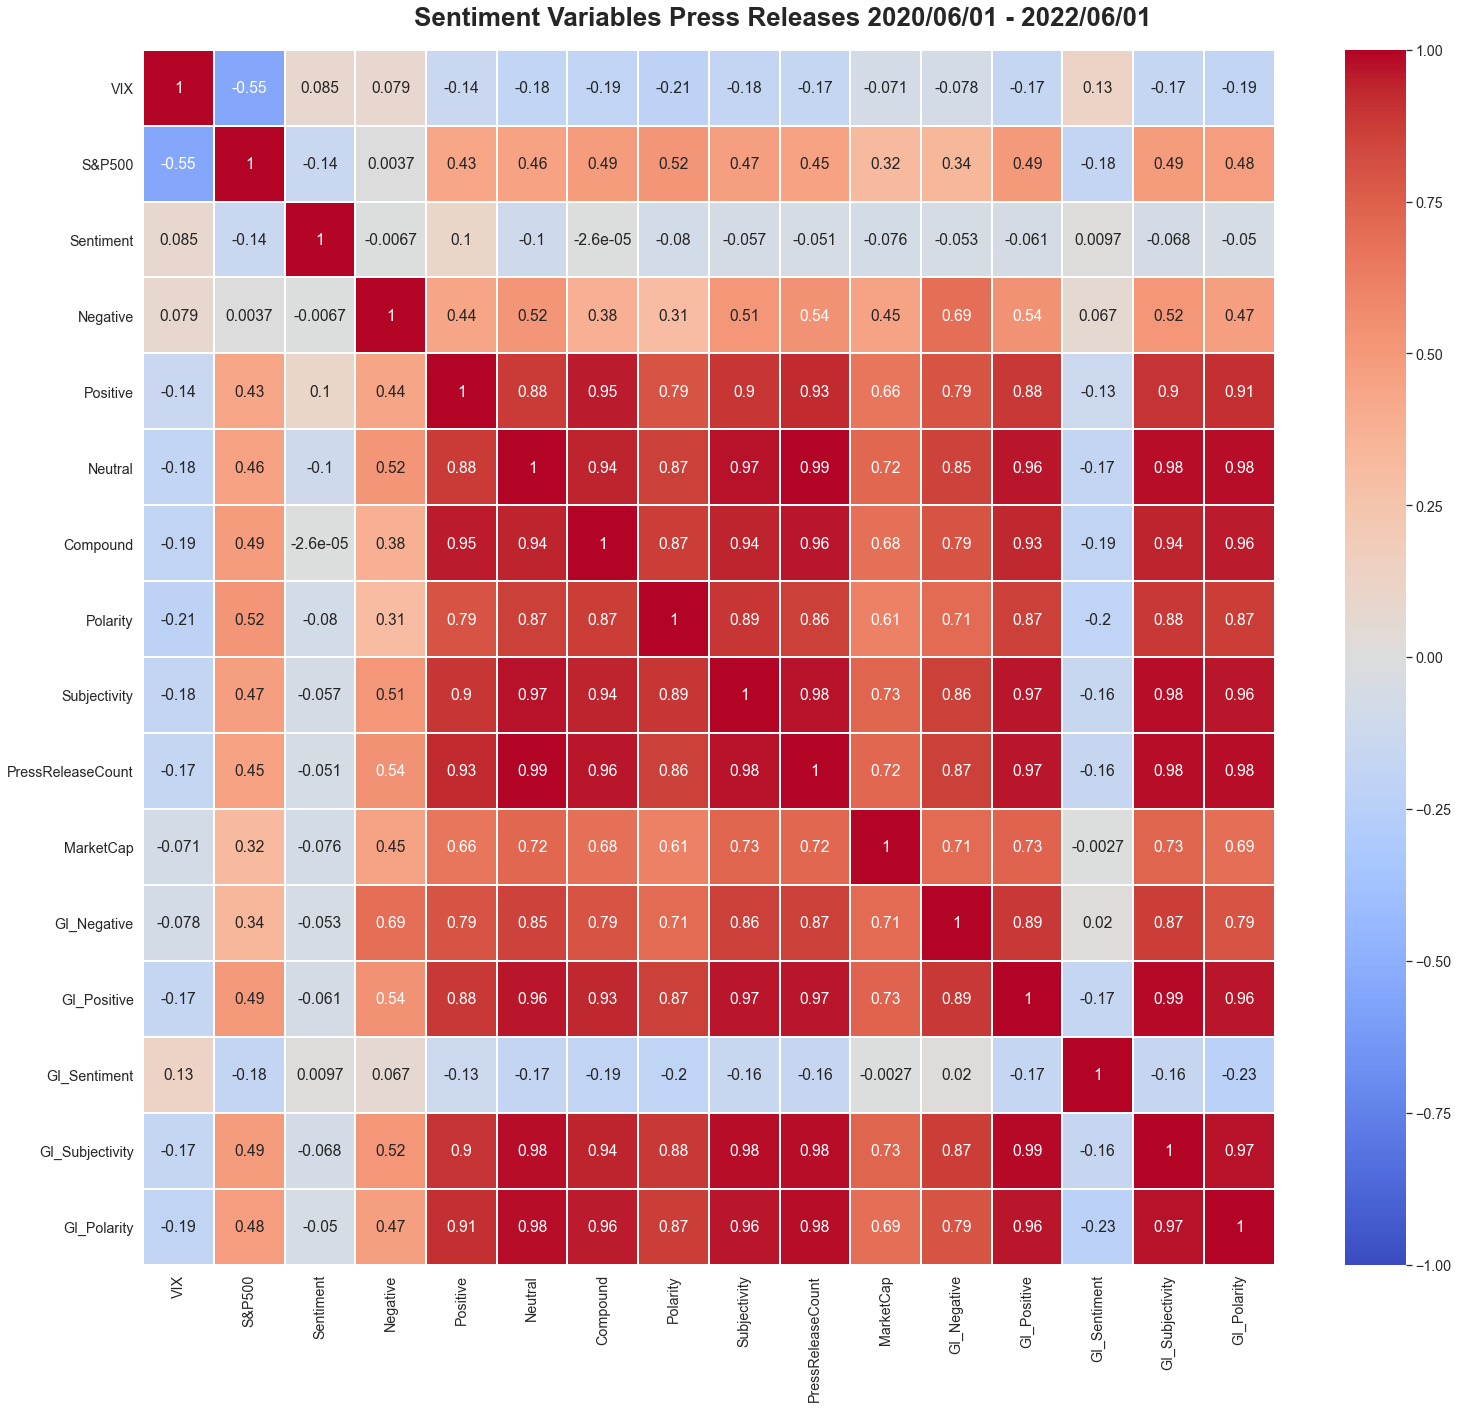 Sentiment Variables Press Releases 2020/06/01 - 2022/06/01
VIX 1 -0.55 0.085 0.079 -0.14 -0.18 -0.19 -0.21 -0.18 -0.17 -0.071 -0.078 -0.17 0.13 -0.17 -0.19
S&P500 -0.55 1 -0.14 0.0037 0.43 0.46 0.49 0.52 0.47 0.45 0.32 0.34 0.49 -0.18 0.49 0.48
Sentiment 0.085 -0.14 1 -0.0067 0.1 -0.1 -2.6e-05 -0.08 -0.057 -0.051 -0.076 -0.053 -0.061 0.0097 -0.068 -0.05
Negative 0.079 0.0037 -0.0067 1 0.44 0.52 0.38 0.31 0.51 0.54 0.45 0.69 0.54 0.067 0.52 0.47
Positive -0.14 0.43 0.1 0.44 1 0.88 0.95 0.79 0.9 0.93 0.66 0.79 0.88 -0.13 0.9 0.91
Neutral -0.18 0.46 -0.1 0.52 0.88 1 0.94 0.87 0.97 0.99 0.72 0.85 0.96 -0.17 0.98 0.98
Compound -0.19 0.49 -2.6e-05 0.38 0.95 0.94 1 0.87 0.94 0.96 0.68 0.79 0.93 -0.19 0.94 0.96
Polarity -0.21 0.52 -0.08 0.31 0.79 0.87 0.87 1 0.89 0.86 0.61 0.71 0.87 -0.2 0.88 0.87
Subjectivity -0.18 0.47 -0.057 0.51 0.9 0.97 0.94 0.89 1 0.98 0.73 0.86 0.97 -0.16 0.98 0.96
PressReleaseCount -0.17 0.45 -0.051 0.54 0.93 0.99 0.96 0.86 0.98 1 0.72 0.87 0.97 -0.16 0.98 0.98
MarketCap -0.071 0.32 -0.076 0.45 0.66 0.72 0.68 0.61 0.73 0.72 1 0.71 0.73 -0.0027 0.73 0.69
GI_Negative -0.078 0.34 -0.053 0.69 0.79 0.85 0.79 0.71 0.86 0.87 0.71 1 0.89 0.02 0.87 0.79
GI_Positive -0.17 0.49 -0.061 0.54 0.88 0.96 0.93 0.87 0.97 0.97 0.73 0.89 1 -0.17 0.99 0.96
GI_Sentiment 0.13 -0.18 0.0097 0.067 -0.13 -0.17 -0.19 -0.2 -0.16 -0.16 -0.0027 0.02 -0.17 1 -0.16 -0.23
GI_Subjectivity -0.17 0.49 -0.068 0.52 0.9 0.98 0.94 0.88 0.98 0.98 0.73 0.87 0.99 -0.16 1 0.97
GI_Polarity -0.19 0.48 -0.05 0.47 0.91 0.98 0.96 0.87 0.96 0.98 0.69 0.79 0.96 -0.23 0.97 1
VIX
S&P500
Sentiment
Negative
Positive
Neutral
Compound
Polarity
Subjectivity
PressReleaseCount
MarketCap
GI_Negative
GI_Positive
GI_Sentiment
GI_Subjectivity
GI_Polarity
1.00
0.75
0.50
0.25
0.00
−0.25
−0.50
−0.75
−1.00